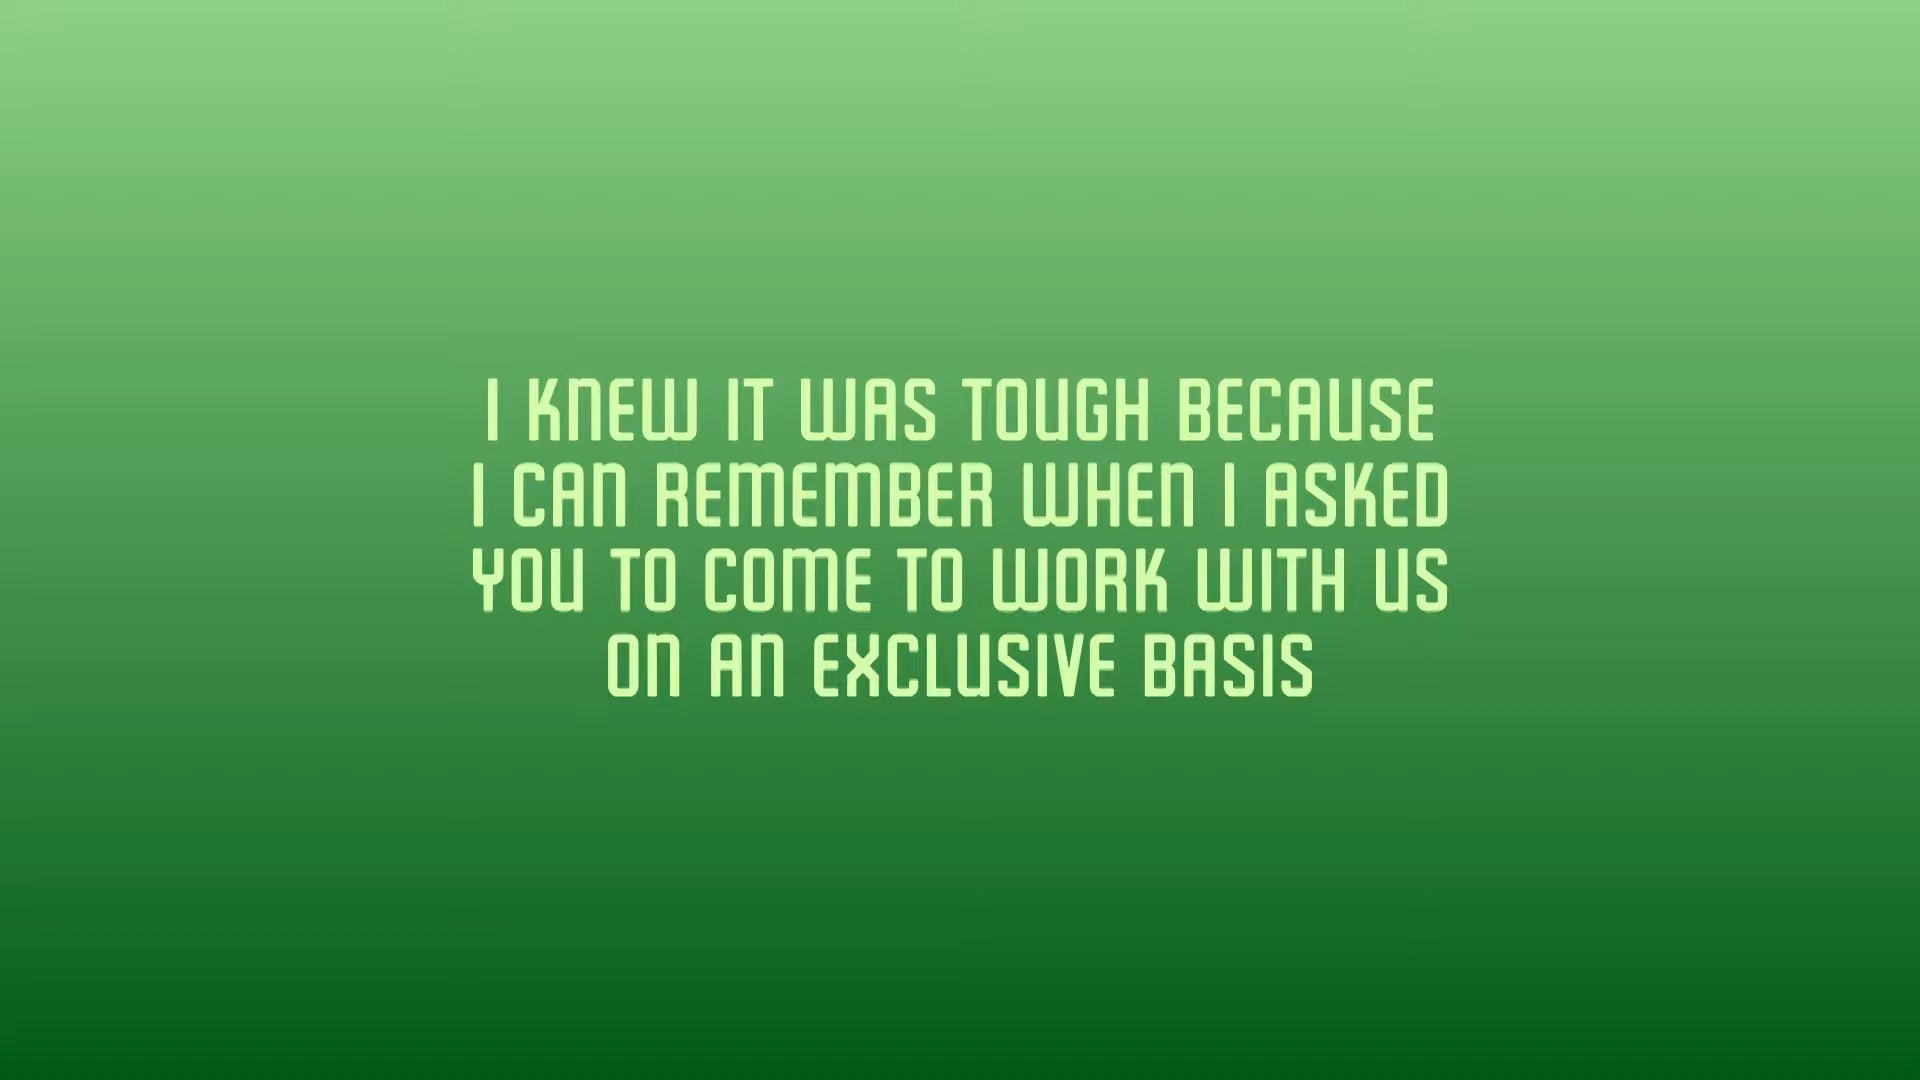 I KNEW IT WAS TOUGH BECAUSE
I CAN REMEMBER WHEN I ASKED
YOU TO COME TO WORK WITH US
ON AN EXCLUSIVE BASIS